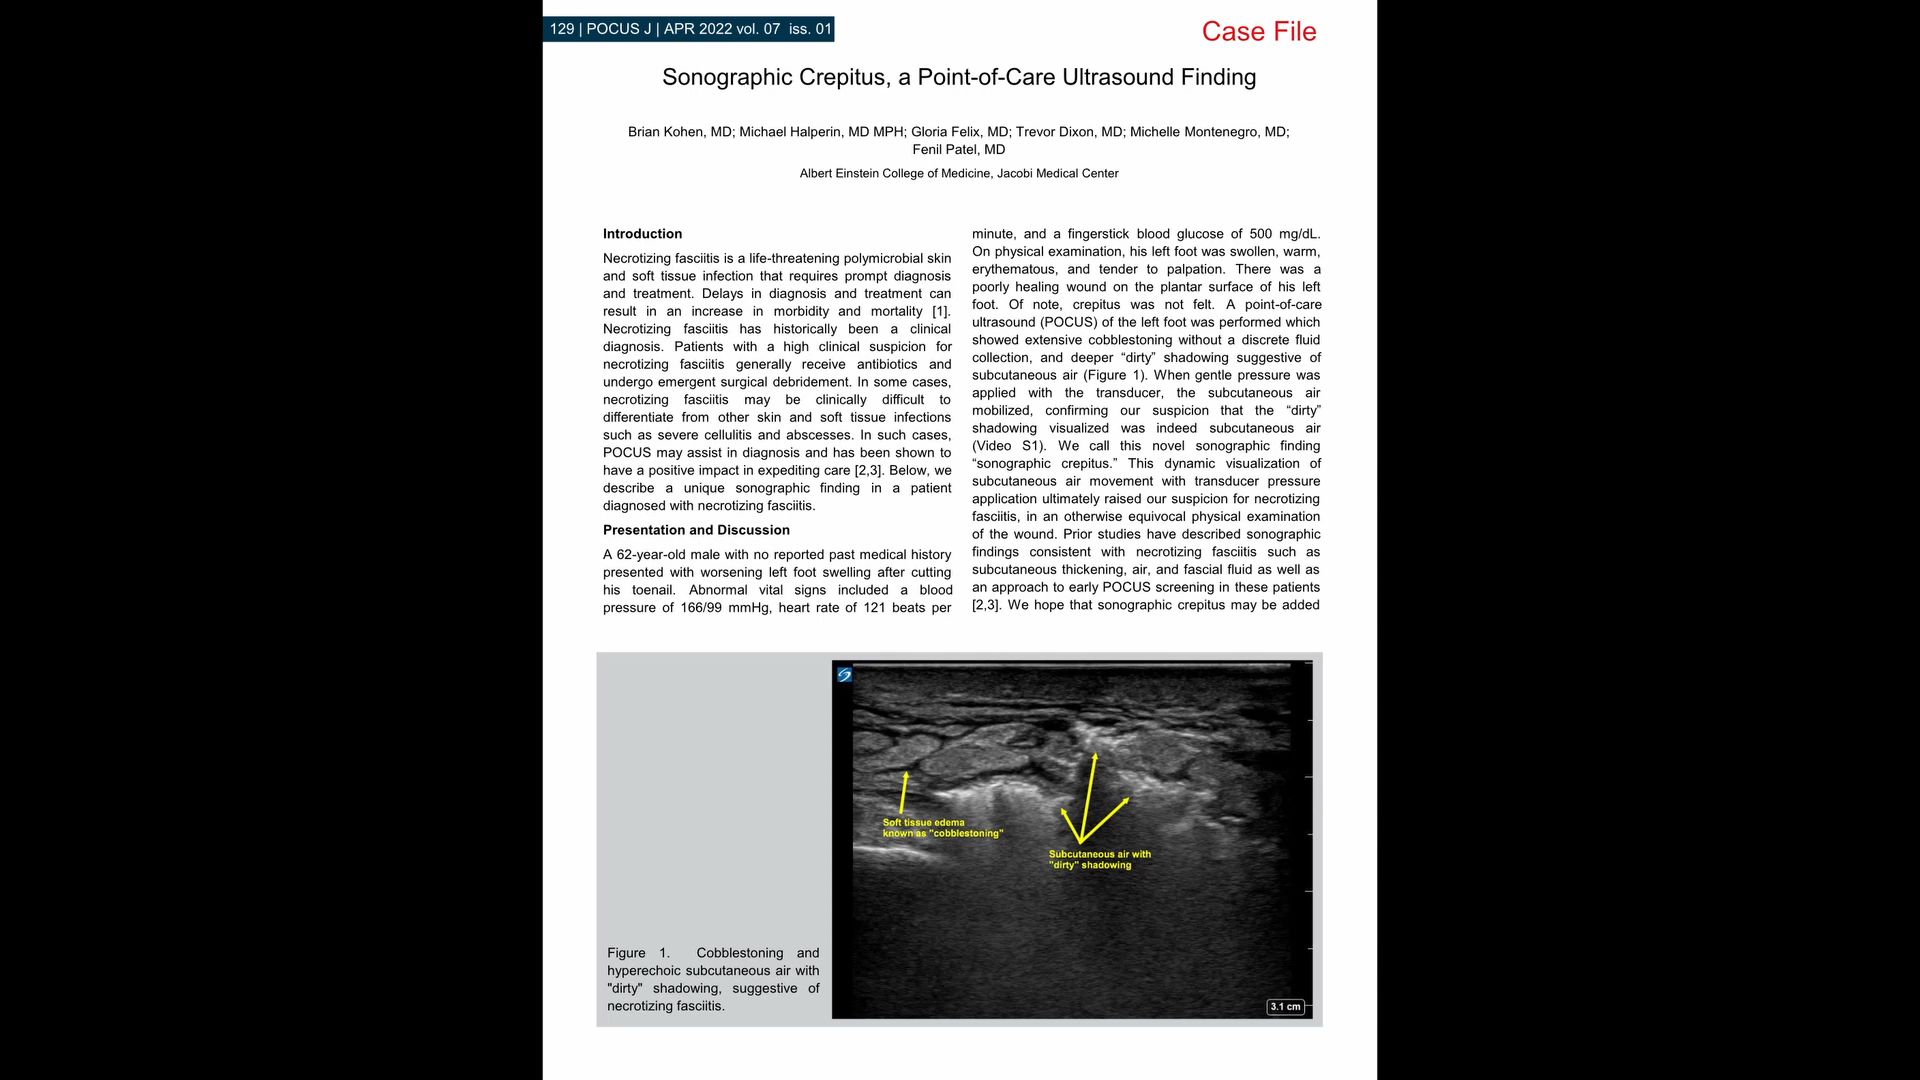 129 | POCUS J | APR 2022 vol. 07 iss. 01
Case File
Sonographic Crepitus, a Point-of-Care Ultrasound Finding
Brian Kohen, MD; Michael Halperin, MD MPH; Gloria Felix, MD; Trevor Dixon, MD; Michelle Montenegro, MD;
Fenil Patel, MD
Albert Einstein College of Medicine, Jacobi Medical Center
Introduction
Necrotizing fasciitis is a life-threatening polymicrobial skin
and soft tissue infection that requires prompt diagnosis
and treatment. Delays in diagnosis and treatment can
result in an increase in morbidity and mortality [1].
Necrotizing fasciitis has historically been a clinical
diagnosis. Patients with a high clinical suspicion for
necrotizing fasciitis generally receive antibiotics and
undergo emergent surgical debridement. In some cases,
necrotizing fasciitis may be clinically difficult to
differentiate from other skin and soft tissue infections
such as severe cellulitis and abscesses. In such cases,
POCUS may assist in diagnosis and has been shown to
have a positive impact in expediting care [2,3]. Below, we
describe a unique sonographic finding in a patient
diagnosed with necrotizing fasciitis.
Presentation and Discussion
A 62-year-old male with no reported past medical history
presented with worsening left foot swelling after cutting
his toenail. Abnormal vital signs included a blood
pressure of 166/99 mmHg, heart rate of 121 beats per
minute, and a fingerstick blood glucose of 500 mg/dL.
On physical examination, his left foot was swollen, warm,
erythematous, and tender to palpation. There was a
poorly healing wound on the plantar surface of his left
foot. Of note, crepitus was not felt. A point-of-care
ultrasound (POCUS) of the left foot was performed which
showed extensive cobblestoning without a discrete fluid
collection, and deeper “dirty” shadowing suggestive of
subcutaneous air (Figure 1). When gentle pressure was
applied with the transducer, the subcutaneous air
mobilized, confirming our suspicion that the “dirty”
shadowing visualized was indeed subcutaneous air
(Video S1). We call this novel sonographic finding
“sonographic crepitus.” This dynamic visualization of
subcutaneous air movement with transducer pressure
application ultimately raised our suspicion for necrotizing
fasciitis, in an otherwise equivocal physical examination
of the wound. Prior studies have described sonographic
findings consistent with necrotizing fasciitis such as
subcutaneous thickening, air, and fascial fluid as well as
an approach to early POCUS screening in these patients
[2,3]. We hope that sonographic crepitus may be added
Soft tissue edema
known as "cobblestoning"
Subcutaneous air with
"dirty" shadowing
3.1 cm
Figure 1. Cobblestoning and
hyperechoic subcutaneous air with
"dirty" shadowing, suggestive of
necrotizing fasciitis.